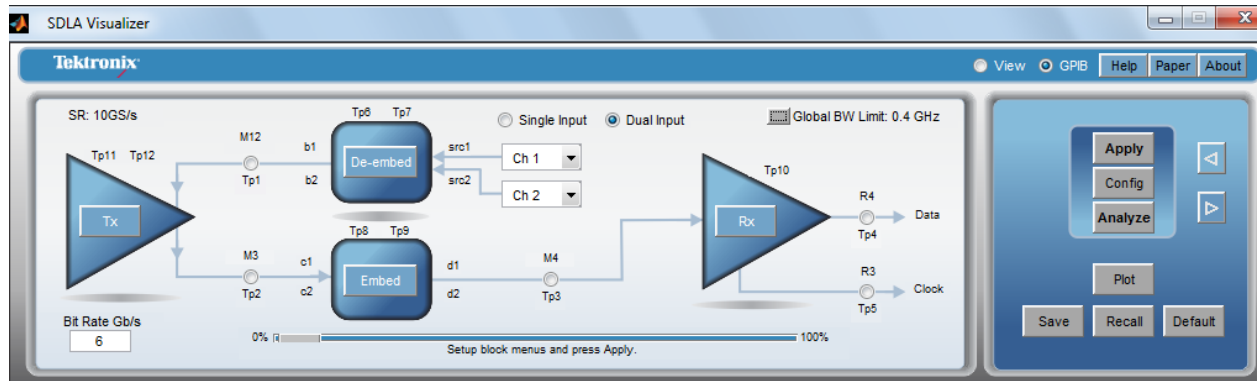 SDLA Visualizer
Tektronix
View GPIB Help Paper About
SR: 10GS/s
Tp6 Tp7
Single Input Dual Input
Global BW Limit: 0.4 GHz
M12
b1
src1
Ch 1
Tp11 Tp12
De-embed
Tp1
b2
src2
Ch 2
Tp10
Tx
Rx
R4
Data
Tp4
Tp8 Tp9
M3
c1
Embed
d1
M4
Tp2
c2
d2
Tp3
R3
Clock
Tp5
Bit Rate Gb/s
6
0%
100%
Setup block menus and press Apply.
Apply
Config
Analyze
Plot
Save Recall Default